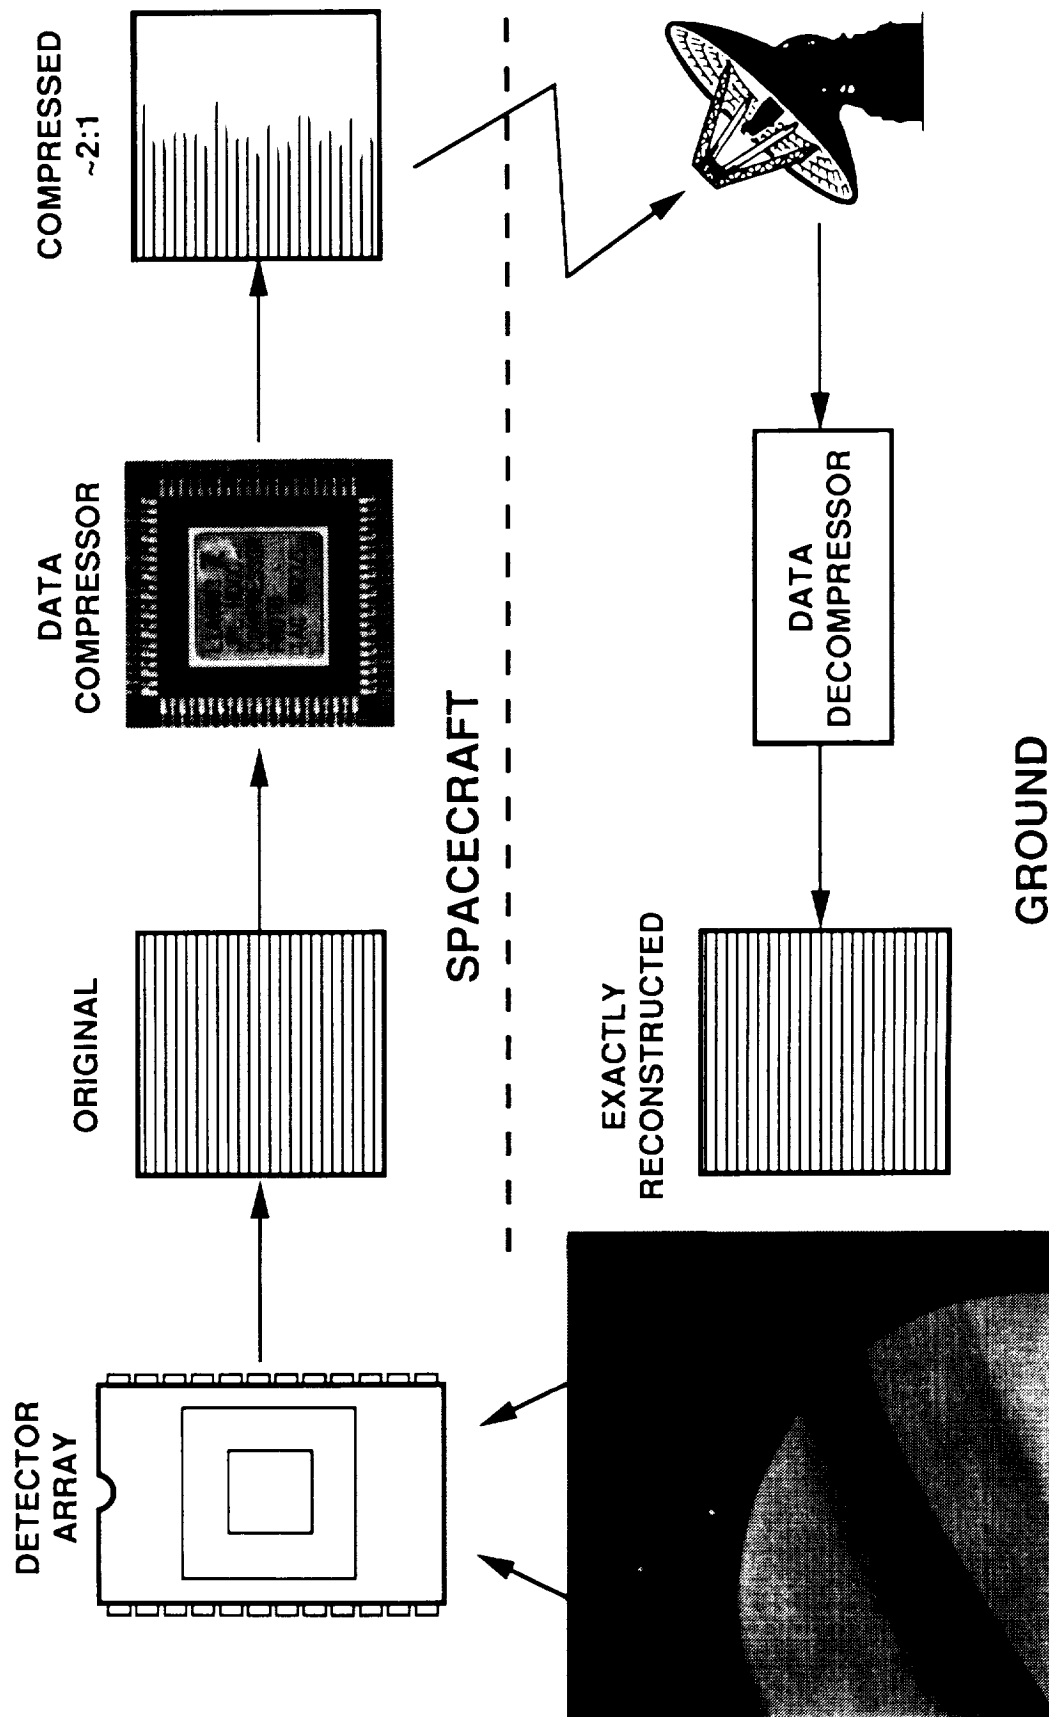 DETECTOR
ARRAY
ORIGINAL
DATA
COMPRESSOR
COMPRESSED
~2:1
SPACECRAFT
EXACTLY
RECONSTRUCTED
DATA
DECOMPRESSOR
GROUND